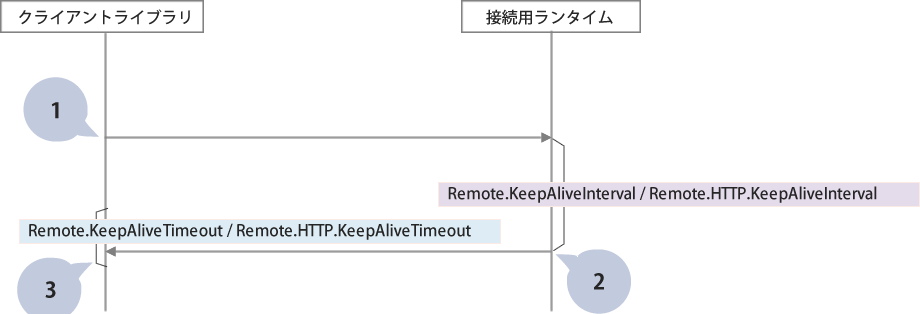 クライアントライブラリ
接続用ランタイム
1
Remote.KeepAliveInterval / Remote.HTTP.KeepAliveInterval
Remote.KeepAliveTimeout / Remote.HTTP.KeepAliveTimeout
2
3